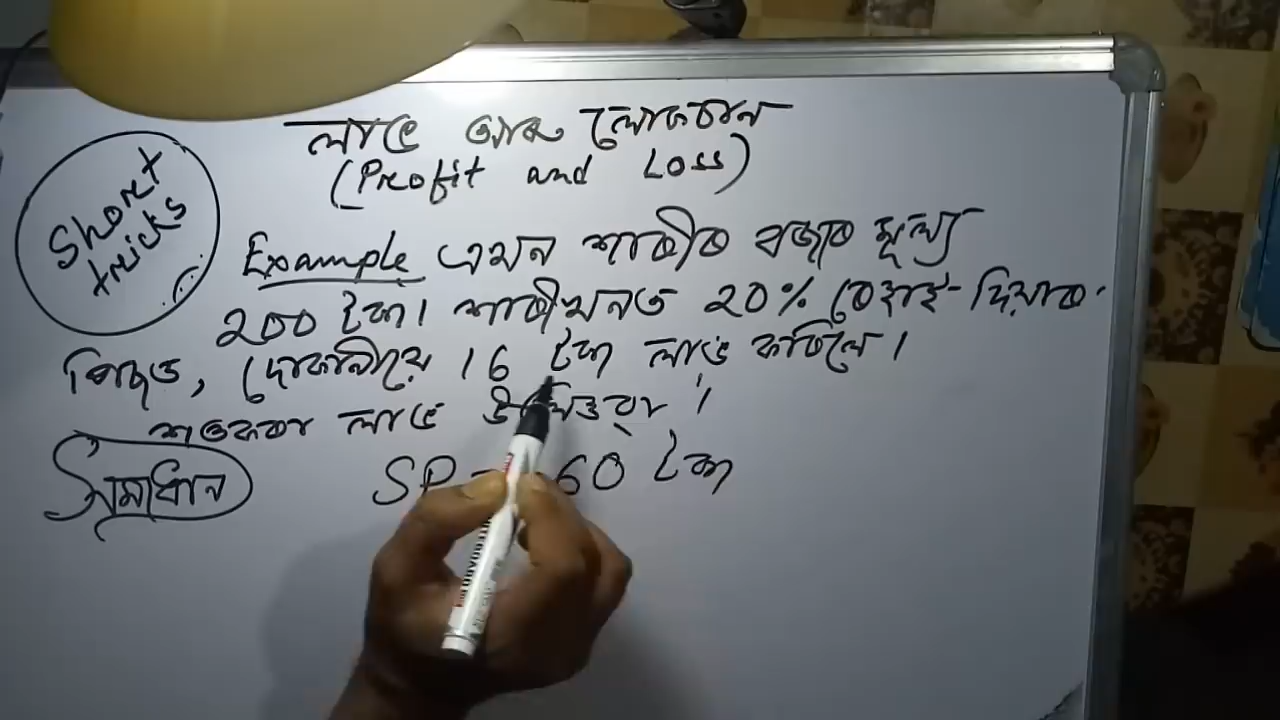 লাভ আৰু লোকচান
(Profit and Loss)
Short
tricks
Example এখন শাৰীৰ বজাৰ মূল্য
200 টকা। শাৰীখনত 20% ৰেহাই দিয়াৰ
পিছত, দোকানীয়ে 16 টকা লাভ কৰিলে।
শতকৰা লাভ উলিওৱা।
সমাধান
SP = 60 টকা